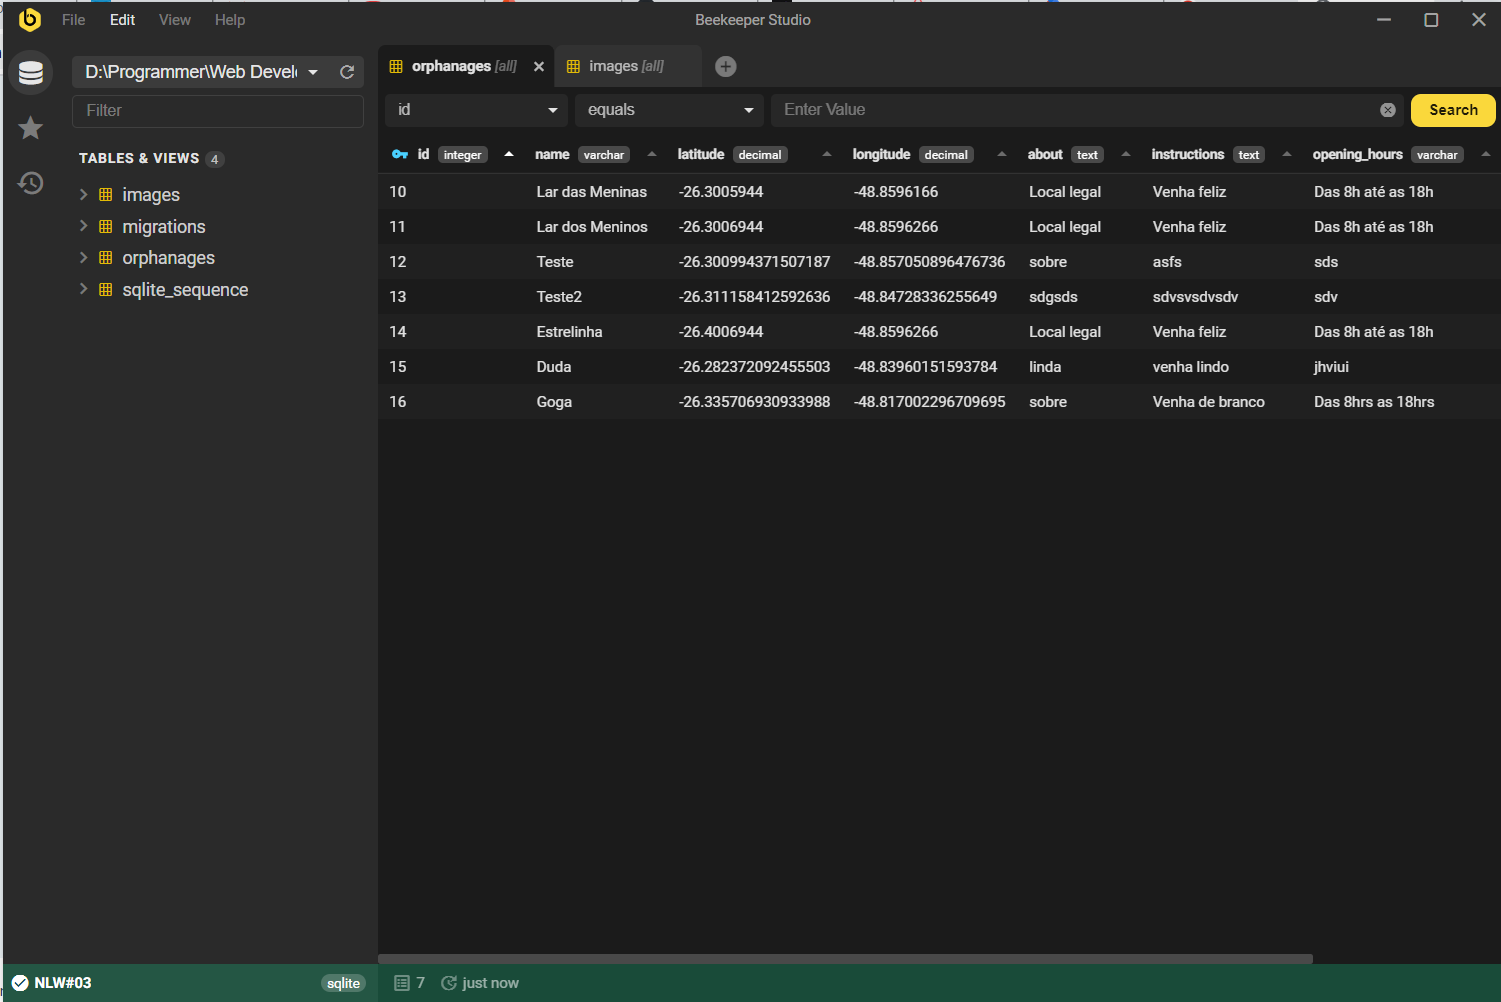 File Edit View Help Beekeeper Studio
D:\Programmer\Web Devel
Filter
TABLES & VIEWS 4
images
migrations
orphanages
sqlite_sequence
orphanages [all] images [all]
id equals Enter Value Search
id integer name varchar latitude decimal longitude decimal about text instructions text opening_hours varchar
10 Lar das Meninas -26.3005944 -48.8596166 Local legal Venha feliz Das 8h até as 18h
11 Lar dos Meninos -26.3006944 -48.8596266 Local legal Venha feliz Das 8h até as 18h
12 Teste -26.300994371507187 -48.857050896476736 sobre asfs sds
13 Teste2 -26.311158412592636 -48.84728336255649 sdgsds sdvsvsdvsdv sdv
14 Estrelinha -26.4006944 -48.8596266 Local legal Venha feliz Das 8h até as 18h
15 Duda -26.282372092455503 -48.83960151593784 linda venha lindo jhviui
16 Goga -26.335706930933988 -48.817002296709695 sobre Venha de branco Das 8hrs as 18hrs
NLW#03 sqlite 7 just now